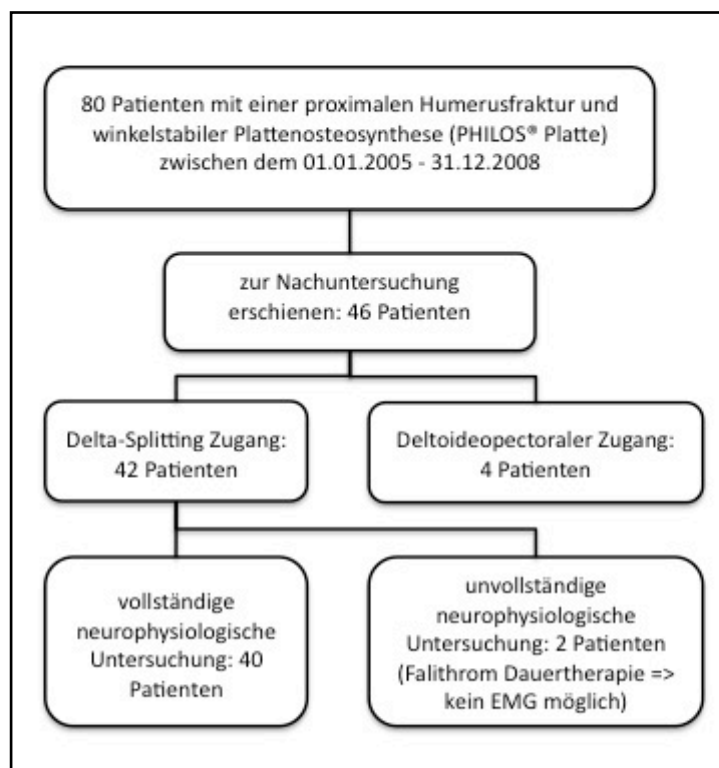 80 Patienten mit einer proximalen Humerusfraktur und
winkelstabiler Plattenosteosynthese (PHILOS® Platte)
zwischen dem 01.01.2005 - 31.12.2008
zur Nachuntersuchung
erschienen: 46 Patienten
Delta-Splitting Zugang:
42 Patienten
Deltoideopectoraler Zugang:
4 Patienten
vollständige
neurophysiologische
Untersuchung: 40
Patienten
unvollständige
neurophysiologische
Untersuchung: 2 Patienten
(Falithrom Dauertherapie =>
kein EMG möglich)